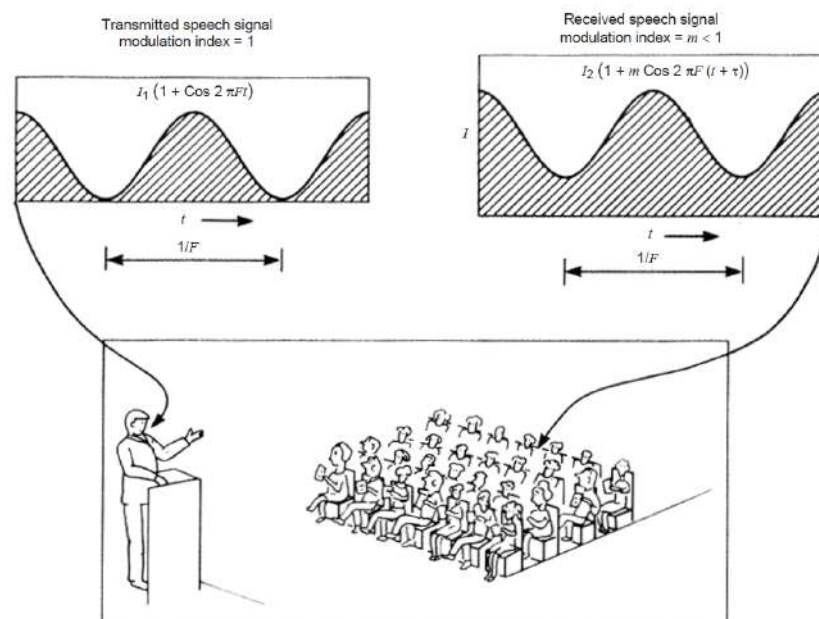 Transmitted speech signal
modulation index = 1
I₁ (1 + Cos 2 πFt)
t
1/F
Received speech signal
modulation index = m < 1
I₂ (1 + m Cos 2 πF (t + τ))
I
t
1/F